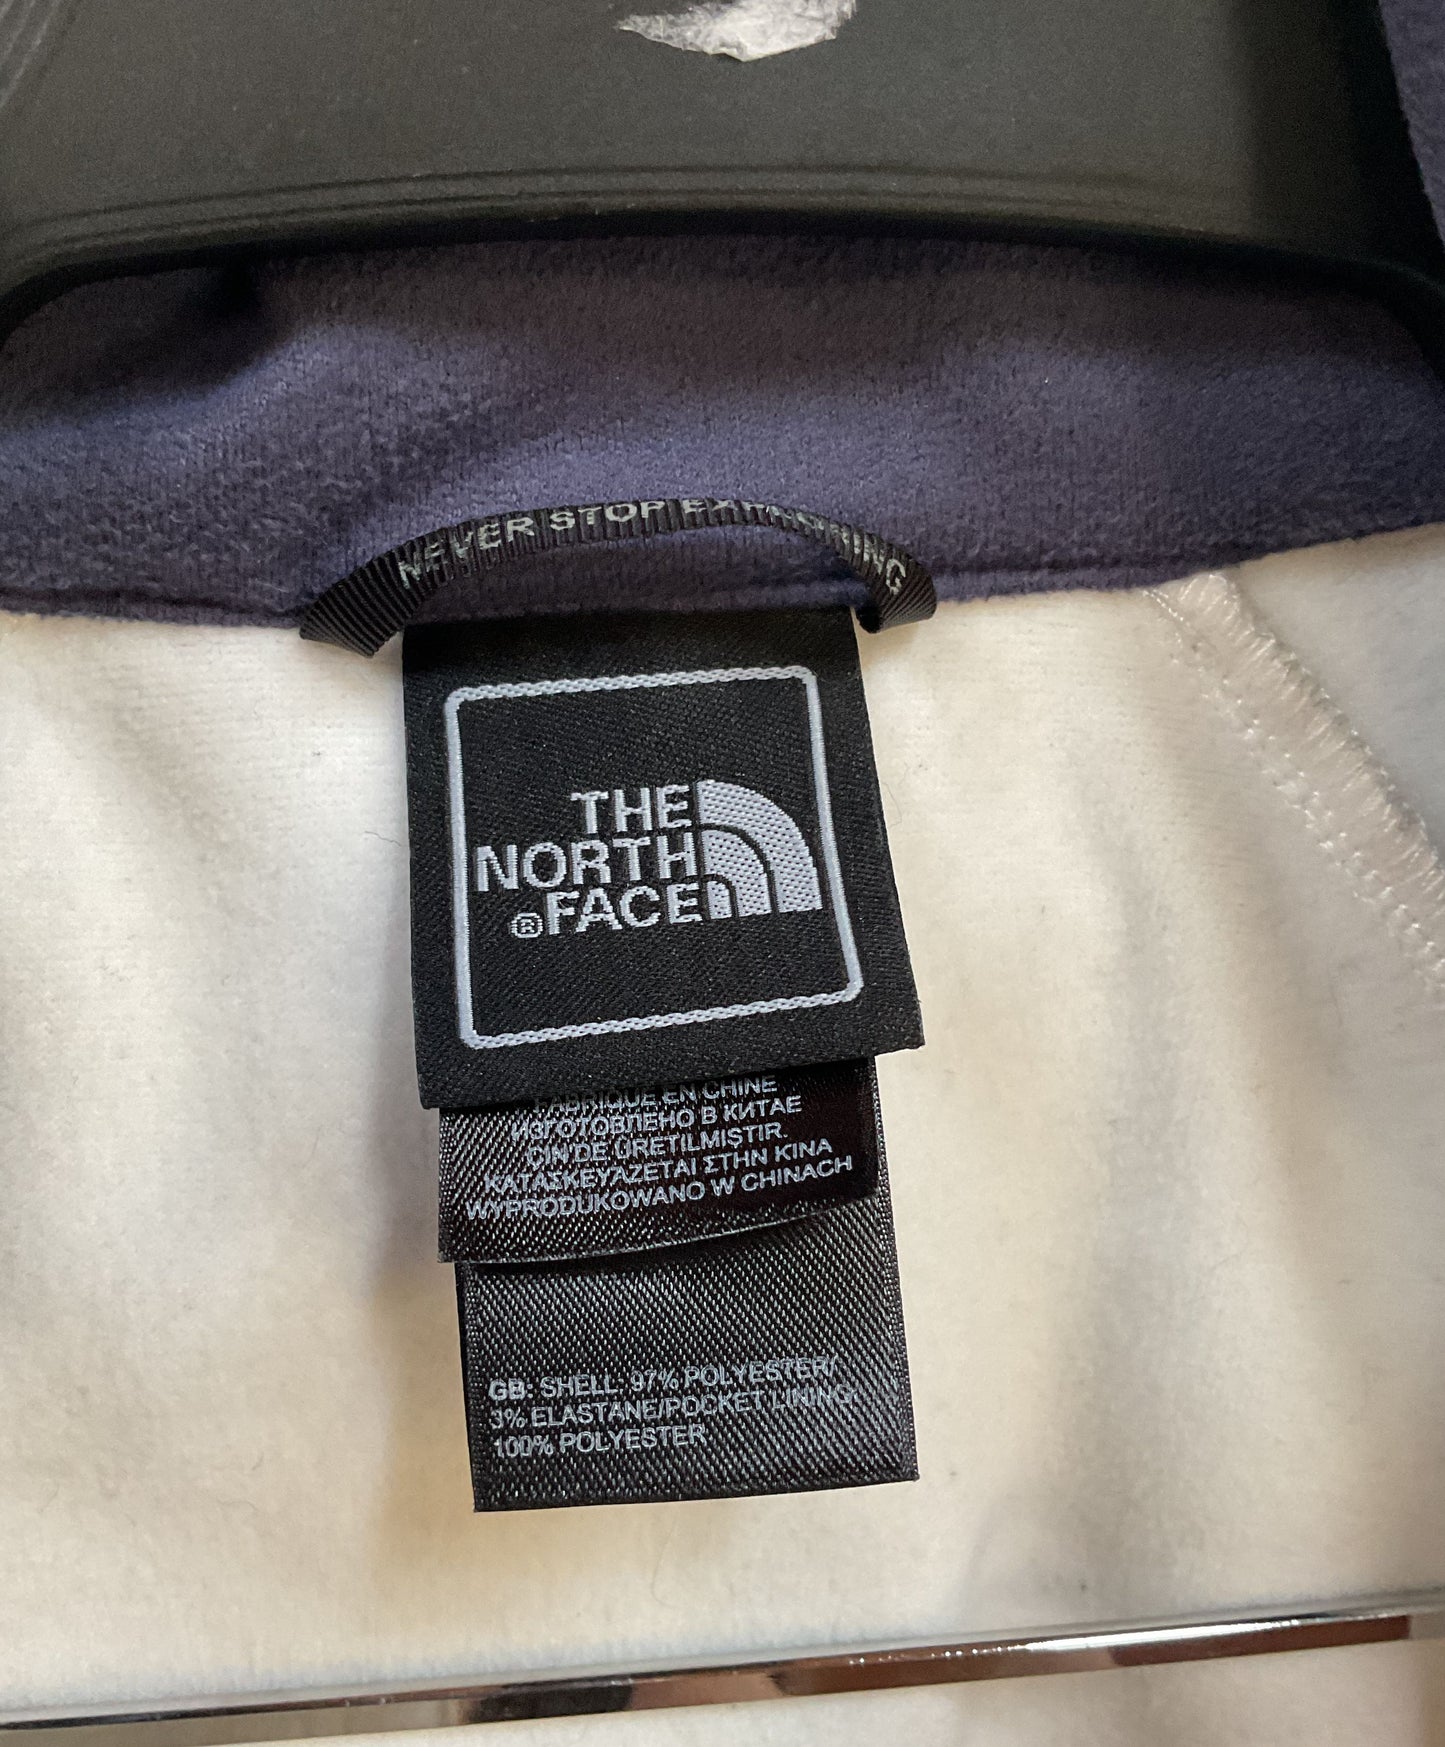 NEVER STOP EXPLORING
THE
NORTH
® FACE
FABRIQUE EN CHINE
ИЗГОТОВЛЕНО В КИТАЕ
ÇİN'DE ÜRETİLMİŞTİR.
ΚΑΤΑΣΚΕΥΑΖΕΤΑΙ ΣΤΗΝ ΚΙΝΑ
WYPRODUKOWANO W CHINACH
GB: SHELL: 97% POLYESTER/
3% ELASTANE/POCKET LINING:
100% POLYESTER